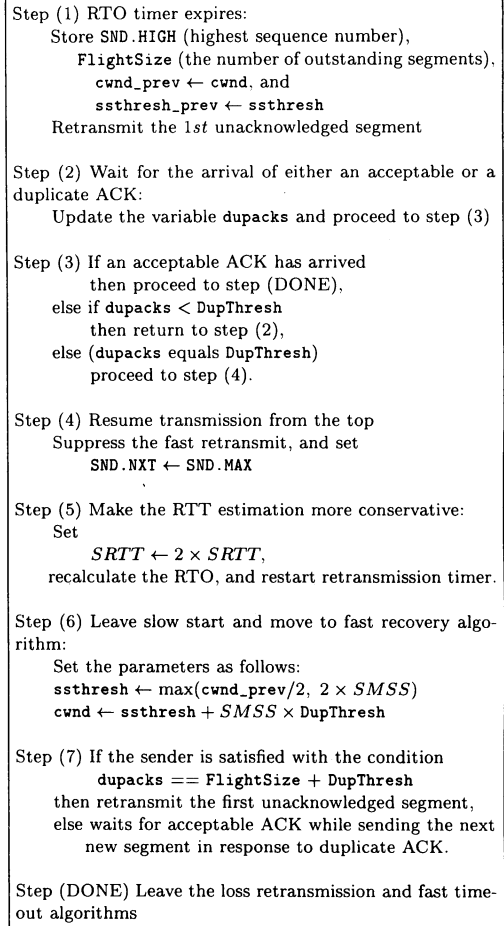 Step (1) RTO timer expires:
Store SND.HIGH (highest sequence number),
FlightSize (the number of outstanding segments),
cwnd_prev ← cwnd, and
ssthresh_prev ← ssthresh
Retransmit the 1st unacknowledged segment
Step (2) Wait for the arrival of either an acceptable or a
duplicate ACK:
Update the variable dupacks and proceed to step (3)
Step (3) If an acceptable ACK has arrived
then proceed to step (DONE),
else if dupacks < DupThresh
then return to step (2),
else (dupacks equals DupThresh)
proceed to step (4).
Step (4) Resume transmission from the top
Suppress the fast retransmit, and set
SND.NXT ← SND.MAX
Step (5) Make the RTT estimation more conservative:
Set
SRTT ← 2 × SRTT,
recalculate the RTO, and restart retransmission timer.
Step (6) Leave slow start and move to fast recovery algo-
rithm:
Set the parameters as follows:
ssthresh ← max(cwnd_prev/2, 2 × SMSS)
cwnd ← ssthresh + SMSS × DupThresh
Step (7) If the sender is satisfied with the condition
dupacks == FlightSize + DupThresh
then retransmit the first unacknowledged segment,
else waits for acceptable ACK while sending the next
new segment in response to duplicate ACK.
Step (DONE) Leave the loss retransmission and fast time-
out algorithms